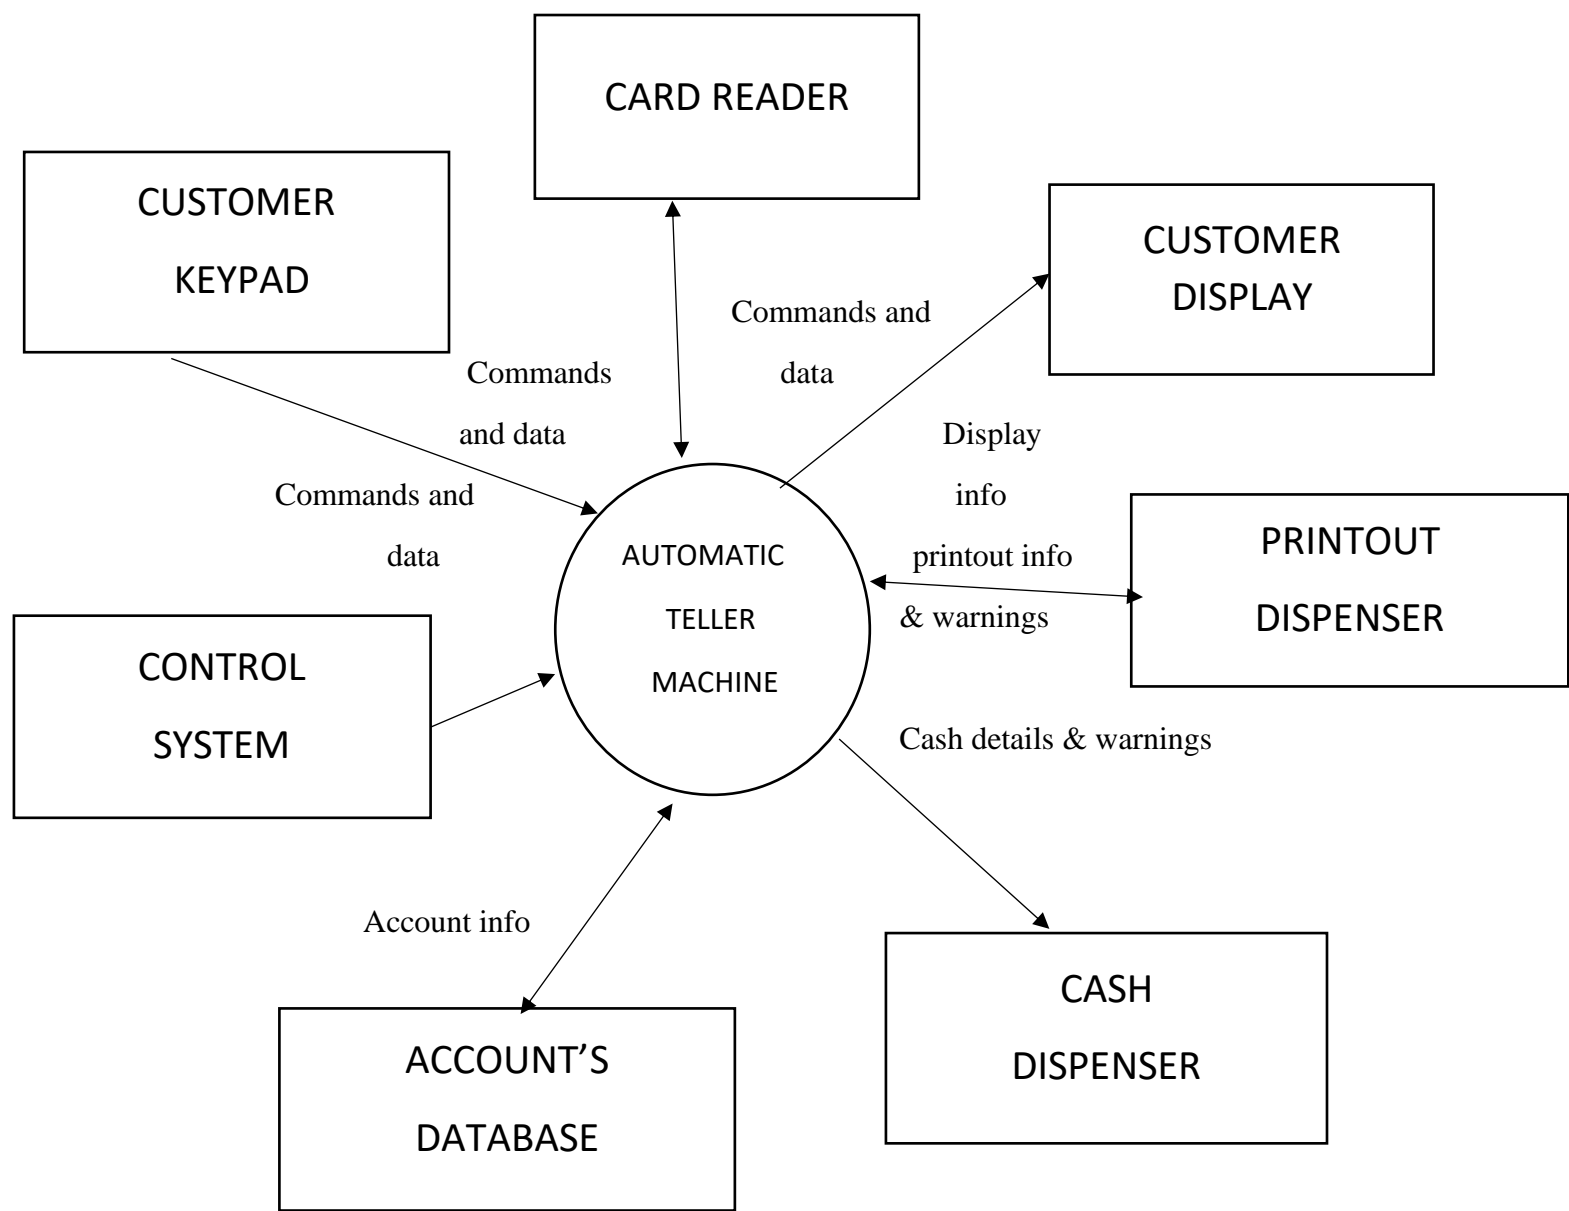 CARD READER
CUSTOMER
KEYPAD
CUSTOMER
DISPLAY
Commands and
data
Commands
and data
Display
info
Commands and
data
printout info
& warnings
AUTOMATIC
TELLER
MACHINE
PRINTOUT
DISPENSER
CONTROL
SYSTEM
Cash details & warnings
Account info
CASH
DISPENSER
ACCOUNT’S
DATABASE